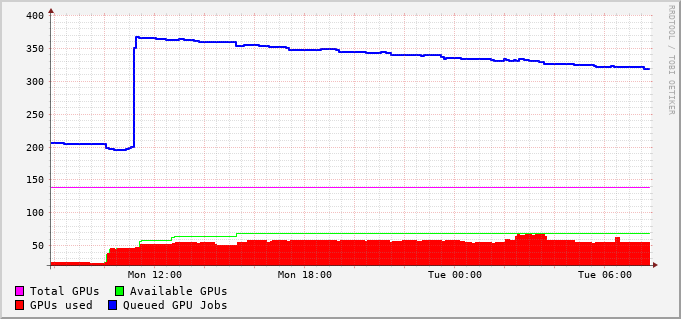 400
350
300
250
200
150
100
50
Mon 12:00 Mon 18:00 Tue 00:00 Tue 06:00
Total GPUs Available GPUs
GPUs used Queued GPU Jobs
RRDTOOL / TOBI OETIKER